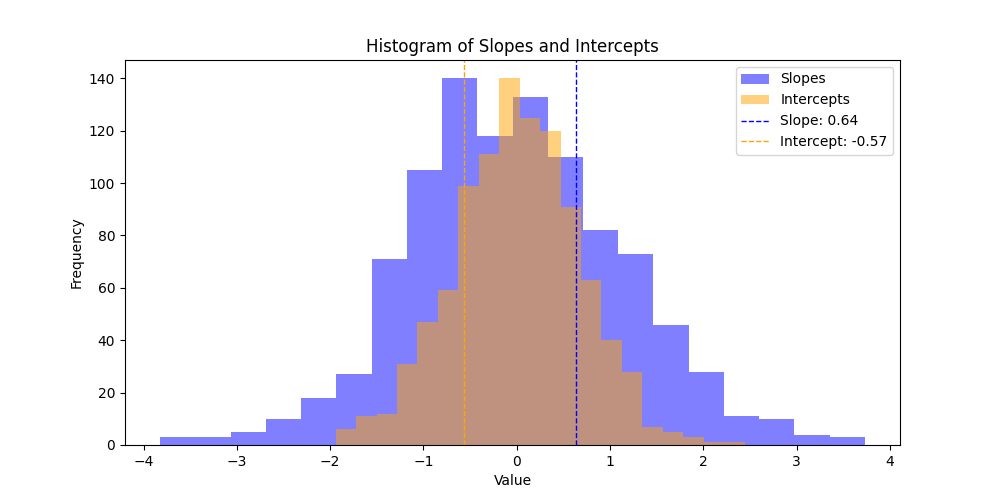 Histogram of Slopes and Intercepts
Slopes
Intercepts
Slope: 0.64
Intercept: -0.57
Frequency
140
120
100
80
60
40
20
0
−4 −3 −2 −1 0 1 2 3 4
Value